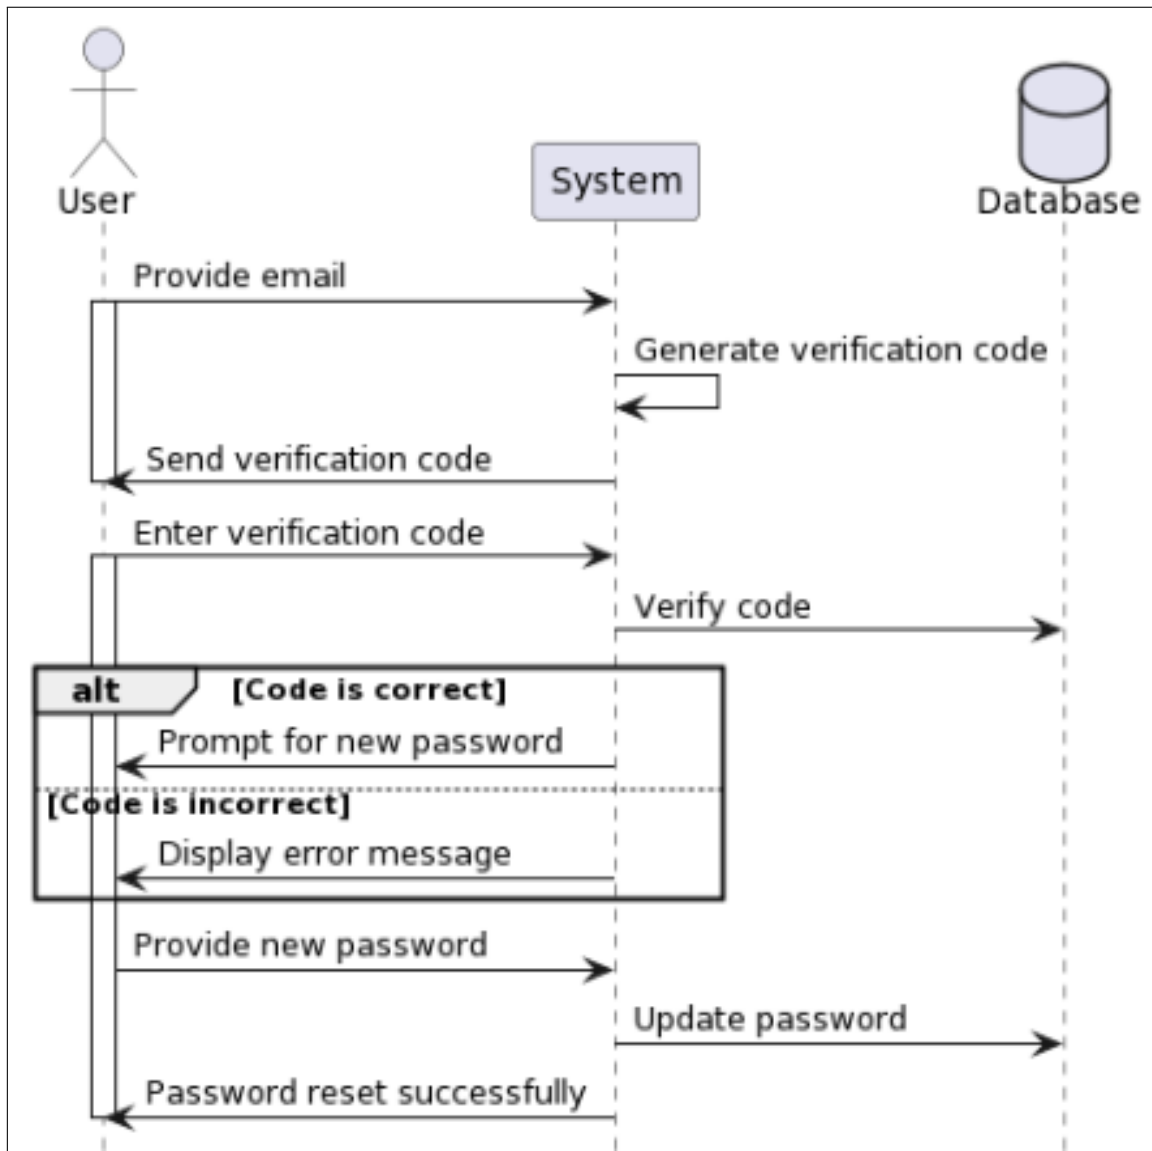 User
System
Database
Provide email
Generate verification code
Send verification code
Enter verification code
Verify code
alt [Code is correct]
Prompt for new password
[Code is incorrect]
Display error message
Provide new password
Update password
Password reset successfully